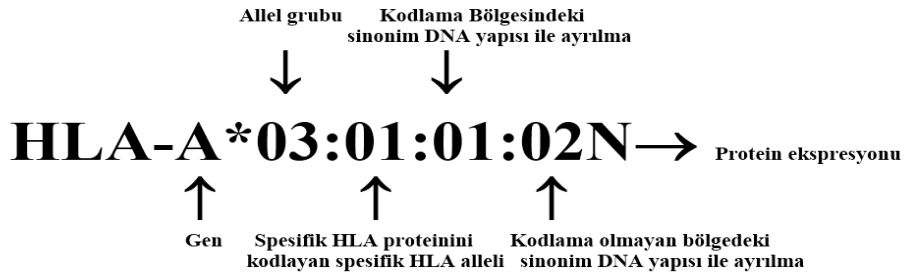 Allel grubu
Kodlama Bölgesindeki
sinonim DNA yapısı ile ayrılma
HLA-A*03:01:01:02N
Protein ekspresyonu
Gen
Spesifik HLA proteinini
kodlayan spesifik HLA alleli
Kodlama olmayan bölgedeki
sinonim DNA yapısı ile ayrılma